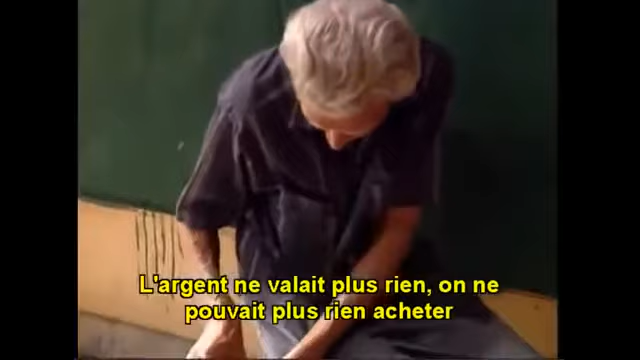 L'argent ne valait plus rien, on ne
pouvait plus rien acheter